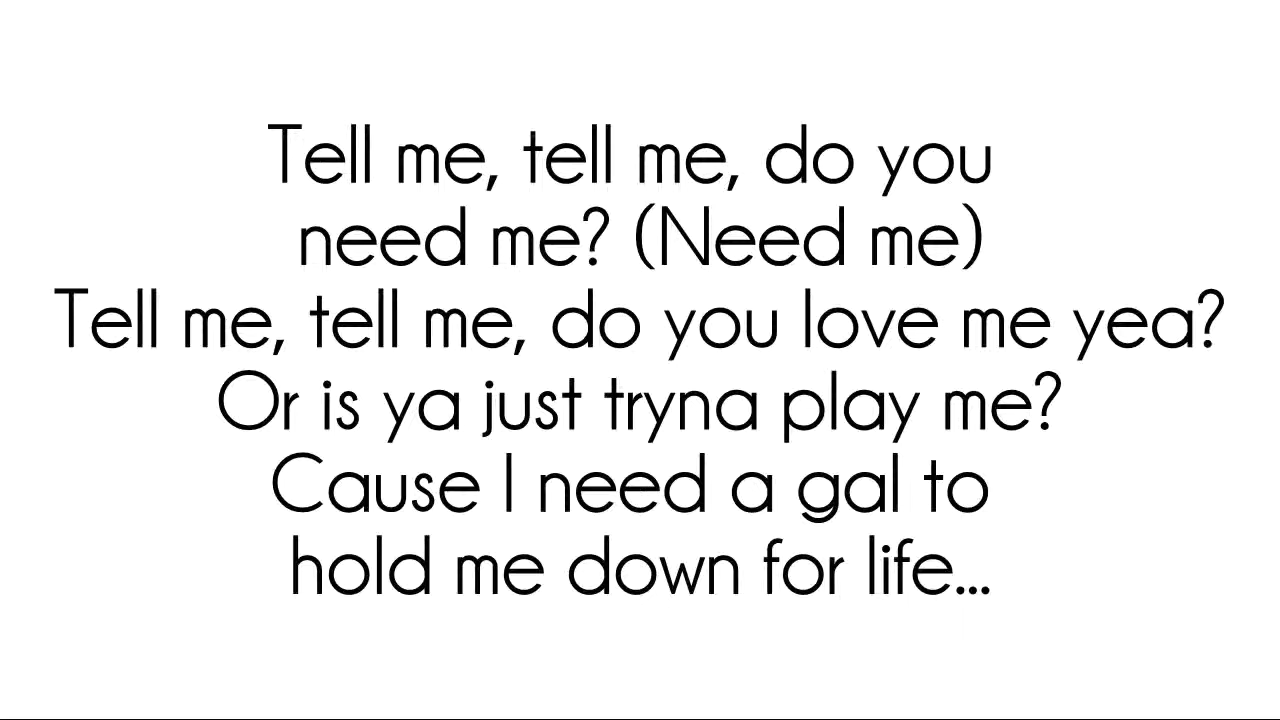 Tell me, tell me, do you
need me? (Need me)
Tell me, tell me, do you love me yea?
Or is ya just tryna play me?
Cause I need a gal to
hold me down for life...